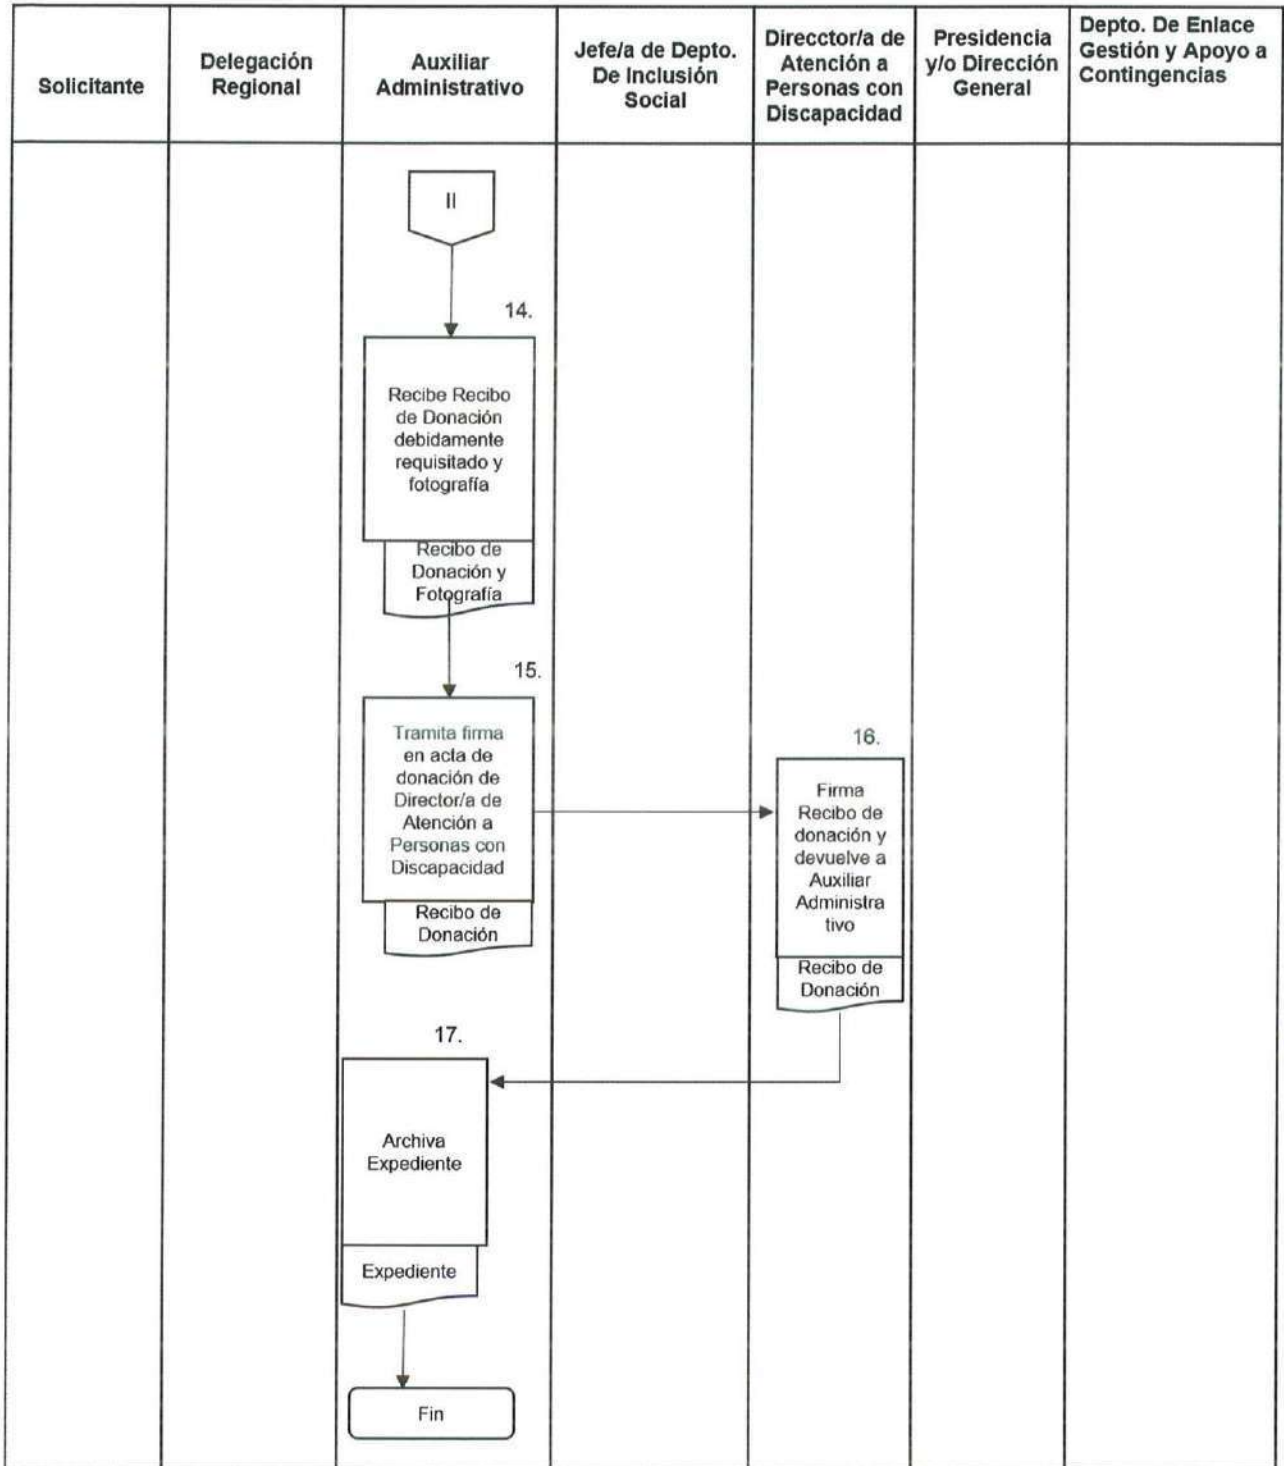 Solicitante
Delegación
Regional
Auxiliar
Administrativo
Jefe/a de Depto.
De Inclusión
Social
Direcctor/a de
Atención a
Personas con
Discapacidad
Presidencia
y/o Dirección
General
Depto. De Enlace
Gestión y Apoyo a
Contingencias
II
14.
Recibe Recibo
de Donación
debidamente
requisitado y
fotografía
Recibo de
Donación y
Fotografía
15.
Tramita firma
en acta de
donación de
Director/a de
Atención a
Personas con
Discapacidad
Recibo de
Donación
16.
Firma
Recibo de
donación y
devuelve a
Auxiliar
Administra
tivo
Recibo de
Donación
17.
Archiva
Expediente
Expediente
Fin